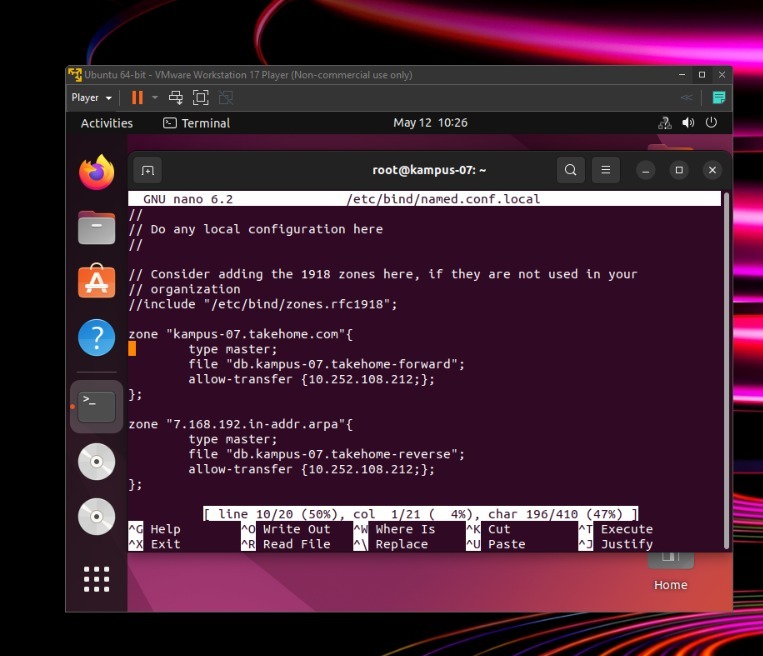 Ubuntu 64-bit - VMware Workstation 17 Player (Non-commercial use only)
Player
Activities
Terminal
May 12 10:26
root@kampus-07: ~
GNU nano 6.2 /etc/bind/named.conf.local
//
// Do any local configuration here
//
// Consider adding the 1918 zones here, if they are not used in your
// organization
//include "/etc/bind/zones.rfc1918";
zone "kampus-07.takehome.com"{
type master;
file "db.kampus-07.takehome-forward";
allow-transfer {10.252.108.212;};
};
zone "7.168.192.in-addr.arpa"{
type master;
file "db.kampus-07.takehome-reverse";
allow-transfer {10.252.108.212;};
};
[ line 10/20 (50%), col 1/21 ( 4%), char 196/410 (47%) ]
^G Help ^O Write Out ^W Where Is ^K Cut ^T Execute
^X Exit ^R Read File ^\ Replace ^U Paste ^J Justify
Home